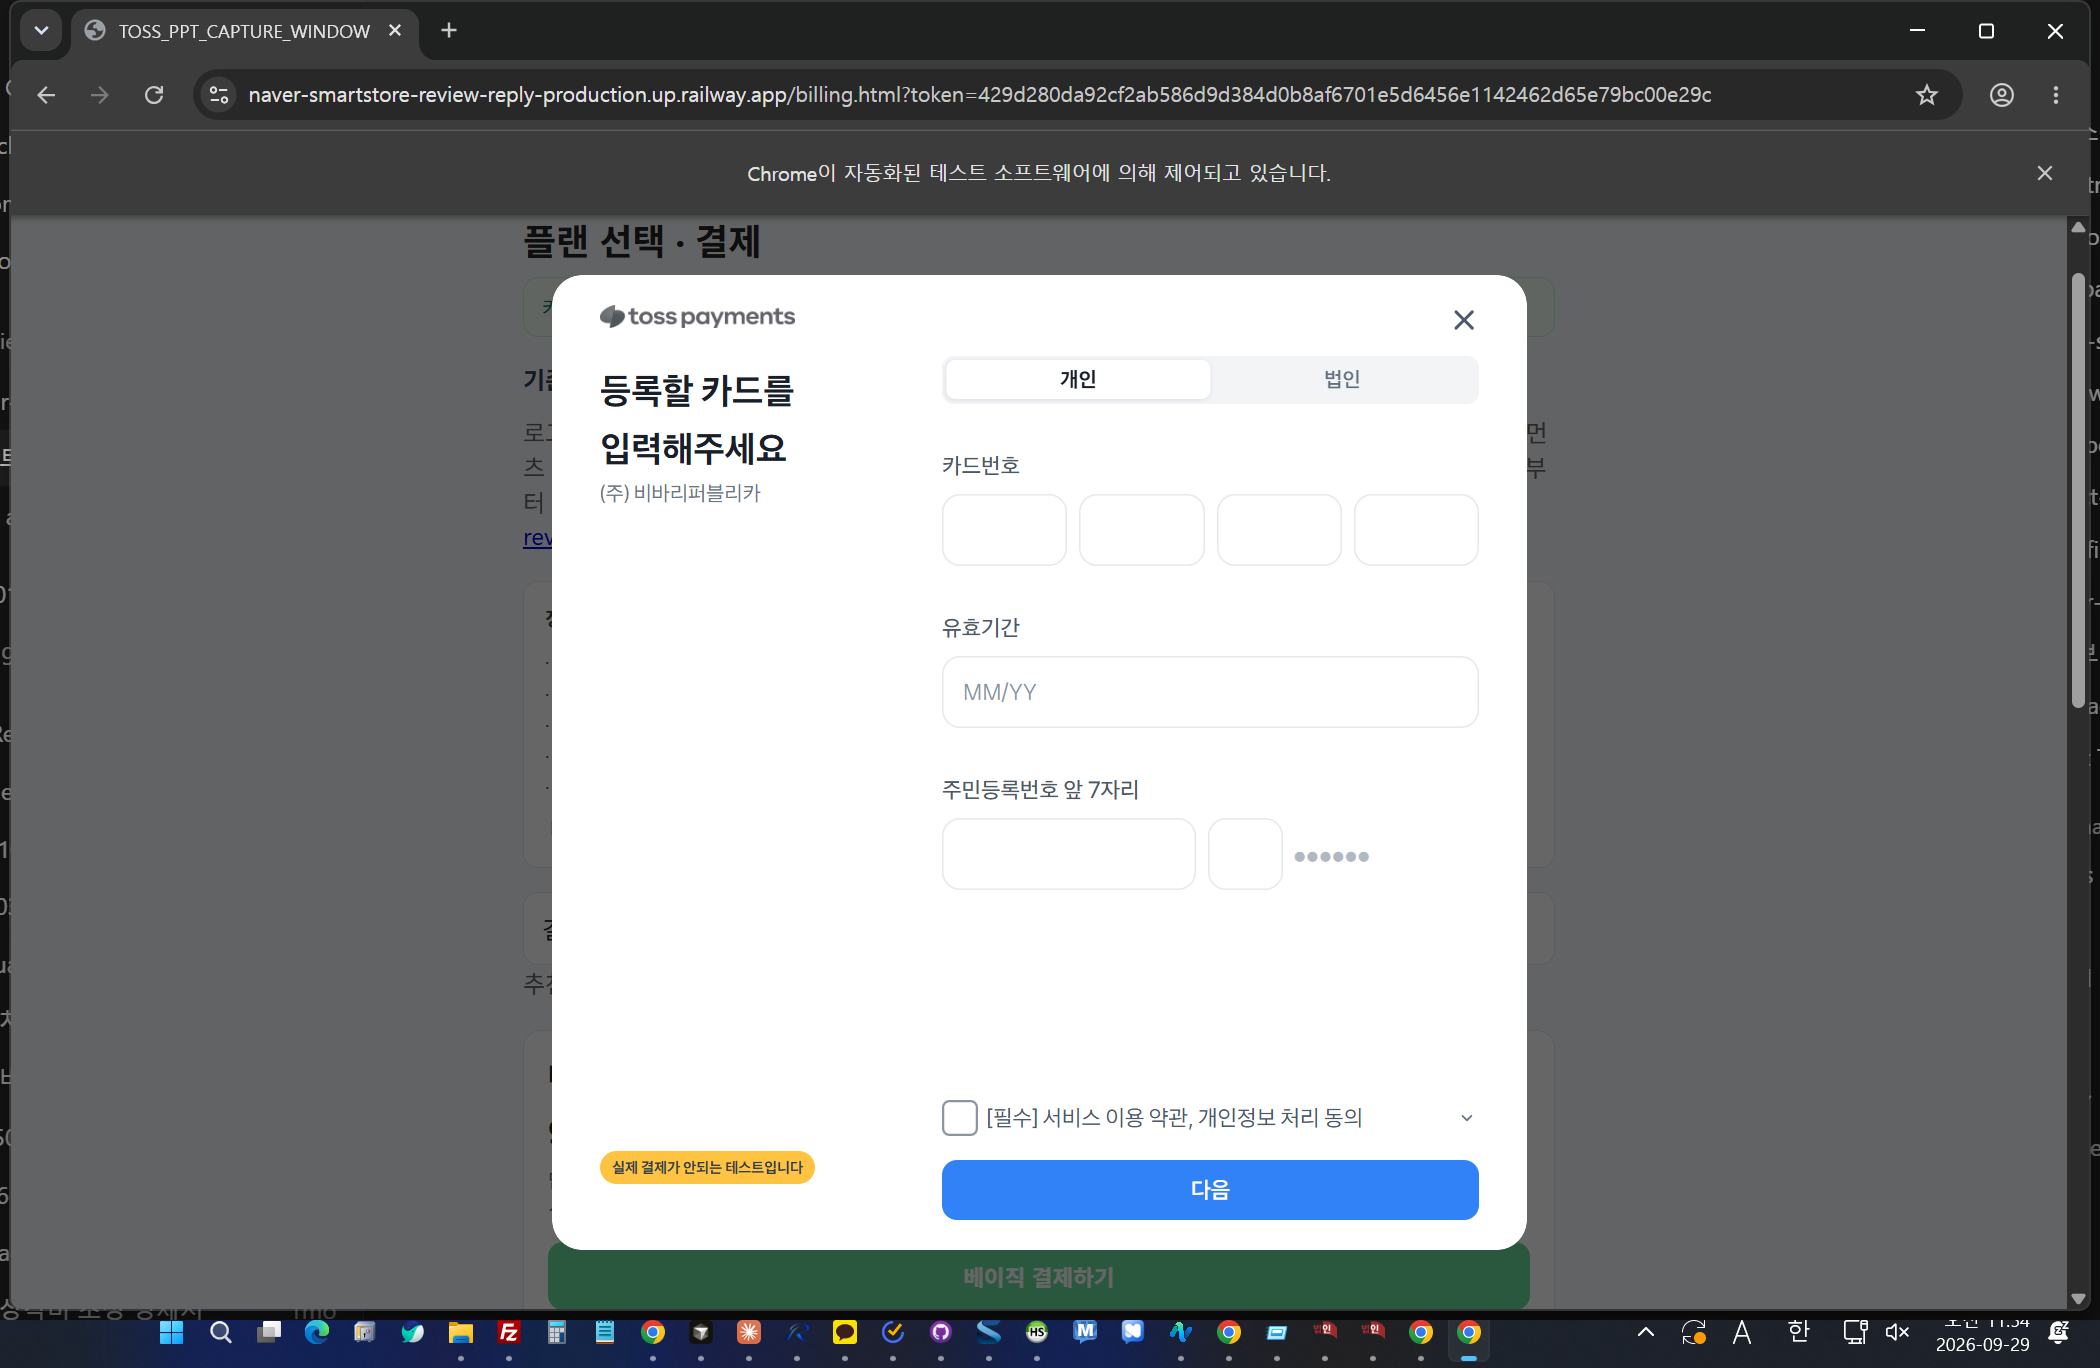 TOSS_PPT_CAPTURE_WINDOW
naver-smartstore-review-reply-production.up.railway.app/billing.html?token=429d280da92cf2ab586d9d384d0b8af6701e5d6456e1142462d65e79bc00e29c
Chrome이 자동화된 테스트 소프트웨어에 의해 제어되고 있습니다.
플랜 선택 · 결제
toss payments
등록할 카드를
입력해주세요
(주) 비바리퍼블리카
개인
법인
카드번호
유효기간
MM/YY
주민등록번호 앞 7자리
[필수] 서비스 이용 약관, 개인정보 처리 동의
실제 결제가 안되는 테스트입니다
다음
베이직 결제하기
한
2026-09-29